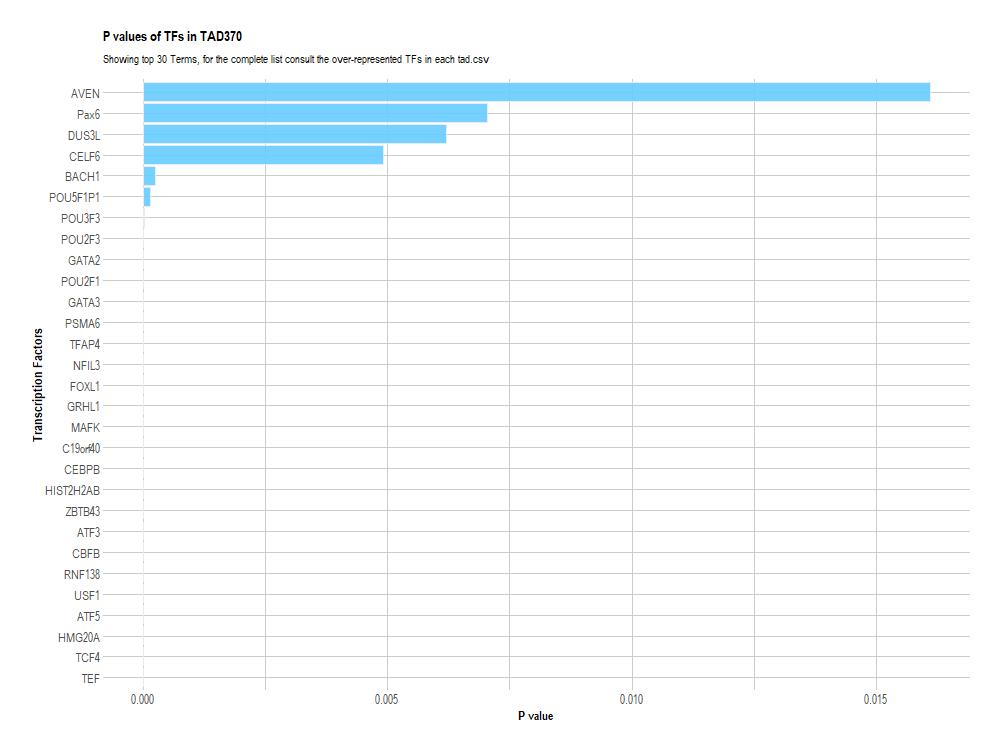 P values of TFs in TAD370
Showing top 30 Terms, for the complete list consult the over-represented TFs in each tad.csv
Transcription Factors
AVEN
Pax6
DUS3L
CELF6
BACH1
POU5F1P1
POU3F3
POU2F3
GATA2
POU2F1
GATA3
PSMA6
TFAP4
NFIL3
FOXL1
GRHL1
MAFK
C19orf40
CEBPB
HIST2H2AB
ZBTB43
ATF3
CBFB
RNF138
USF1
ATF5
HMG20A
TCF4
TEF
0.000 0.005 0.010 0.015
P value